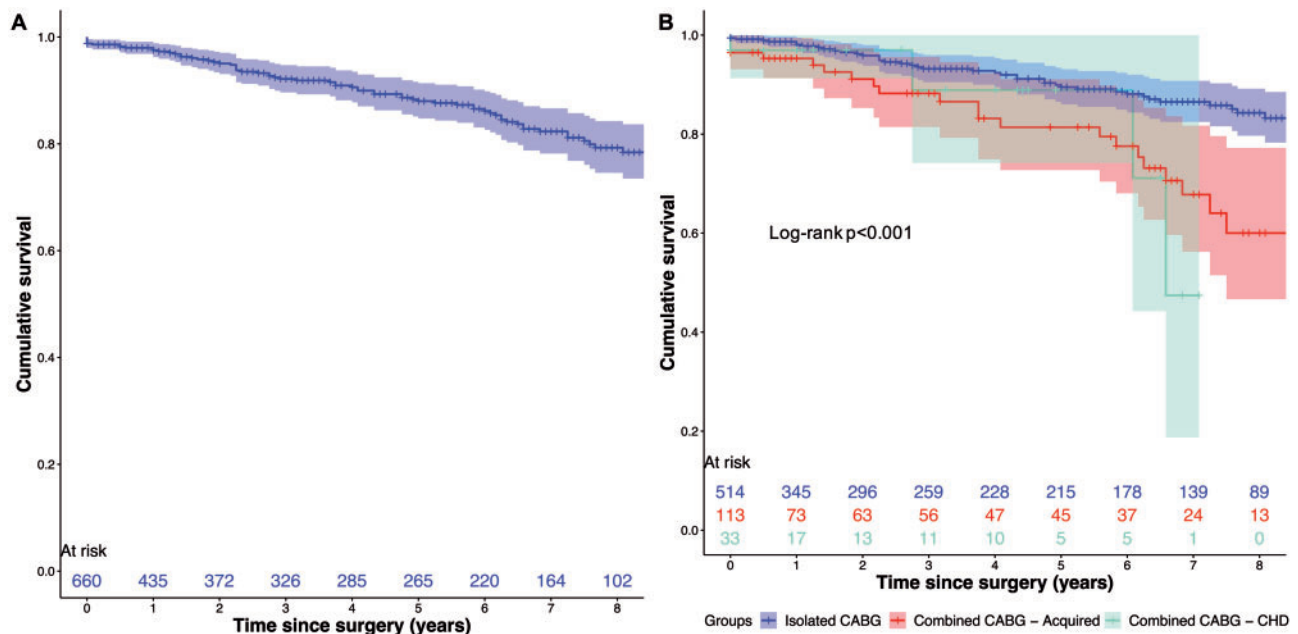 A
1.0
0.8
0.6
0.4
0.2
0.0
Cumulative survival
At risk
660 435 372 326 285 265 220 164 102
0 1 2 3 4 5 6 7 8
Time since surgery (years)
B
1.0
0.8
0.6
0.4
0.2
0.0
Cumulative survival
Log-rank p<0.001
At risk
514 345 296 259 228 215 178 139 89
113 73 63 56 47 45 37 24 13
33 17 13 11 10 5 5 1 0
0 1 2 3 4 5 6 7 8
Time since surgery (years)
Groups Isolated CABG Combined CABG – Acquired Combined CABG – CHD